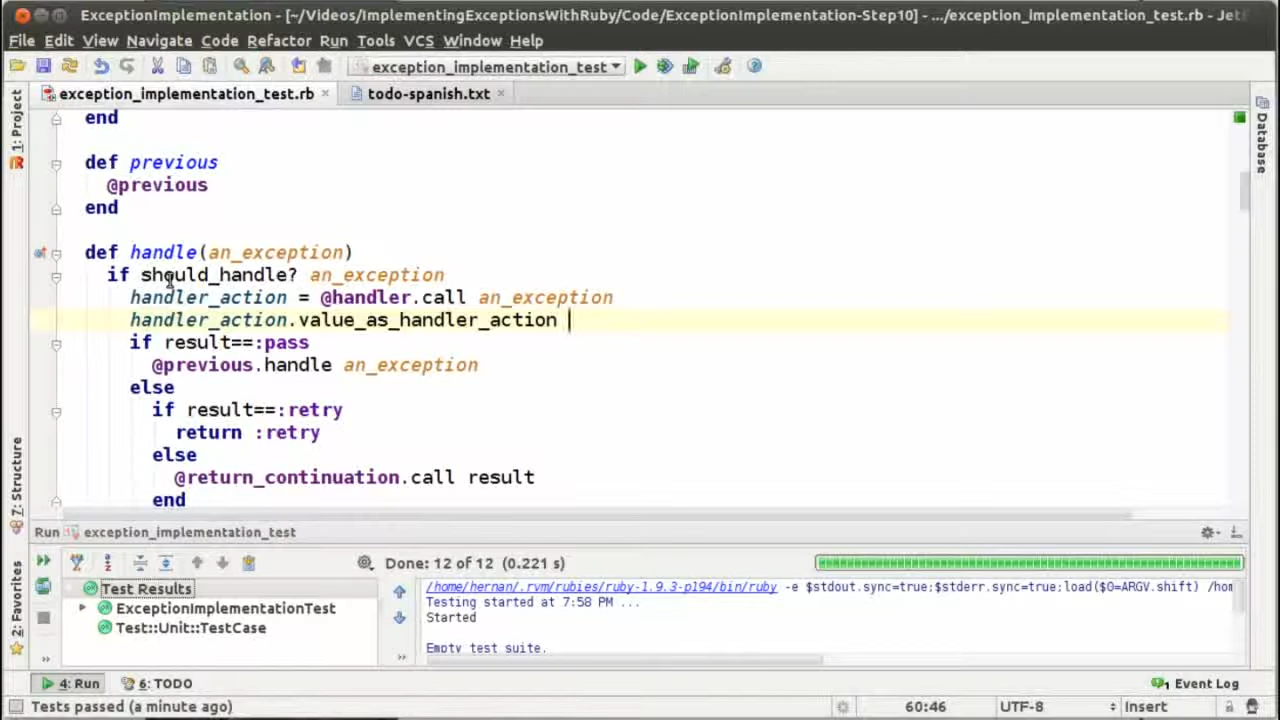 ExceptionImplementation - [~/Videos/ImplementingExceptionsWithRuby/Code/ExceptionImplementation-Step10] - .../exception_implementation_test.rb - Jet
File Edit View Navigate Code Refactor Run Tools VCS Window Help
exception_implementation_test
exception_implementation_test.rb todo-spanish.txt
1: Project
7: Structure
2: Favorites
Database
end
def previous
@previous
end
def handle(an_exception)
if should_handle? an_exception
handler_action = @handler.call an_exception
handler_action.value_as_handler_action
if result==:pass
@previous.handle an_exception
else
if result==:retry
return :retry
else
@return_continuation.call result
end
Run exception_implementation_test
Done: 12 of 12 (0.221 s)
Test Results
ExceptionImplementationTest
Test::Unit::TestCase
/home/hernan/.rvm/rubies/ruby-1.9.3-p194/bin/ruby -e $stdout.sync=true;$stderr.sync=true;load($0=ARGV.shift) /hom
Testing started at 7:58 PM ...
Started
Empty test suite.
4: Run 6: TODO 1 Event Log
Tests passed (a minute ago) 60:46 UTF-8 Insert